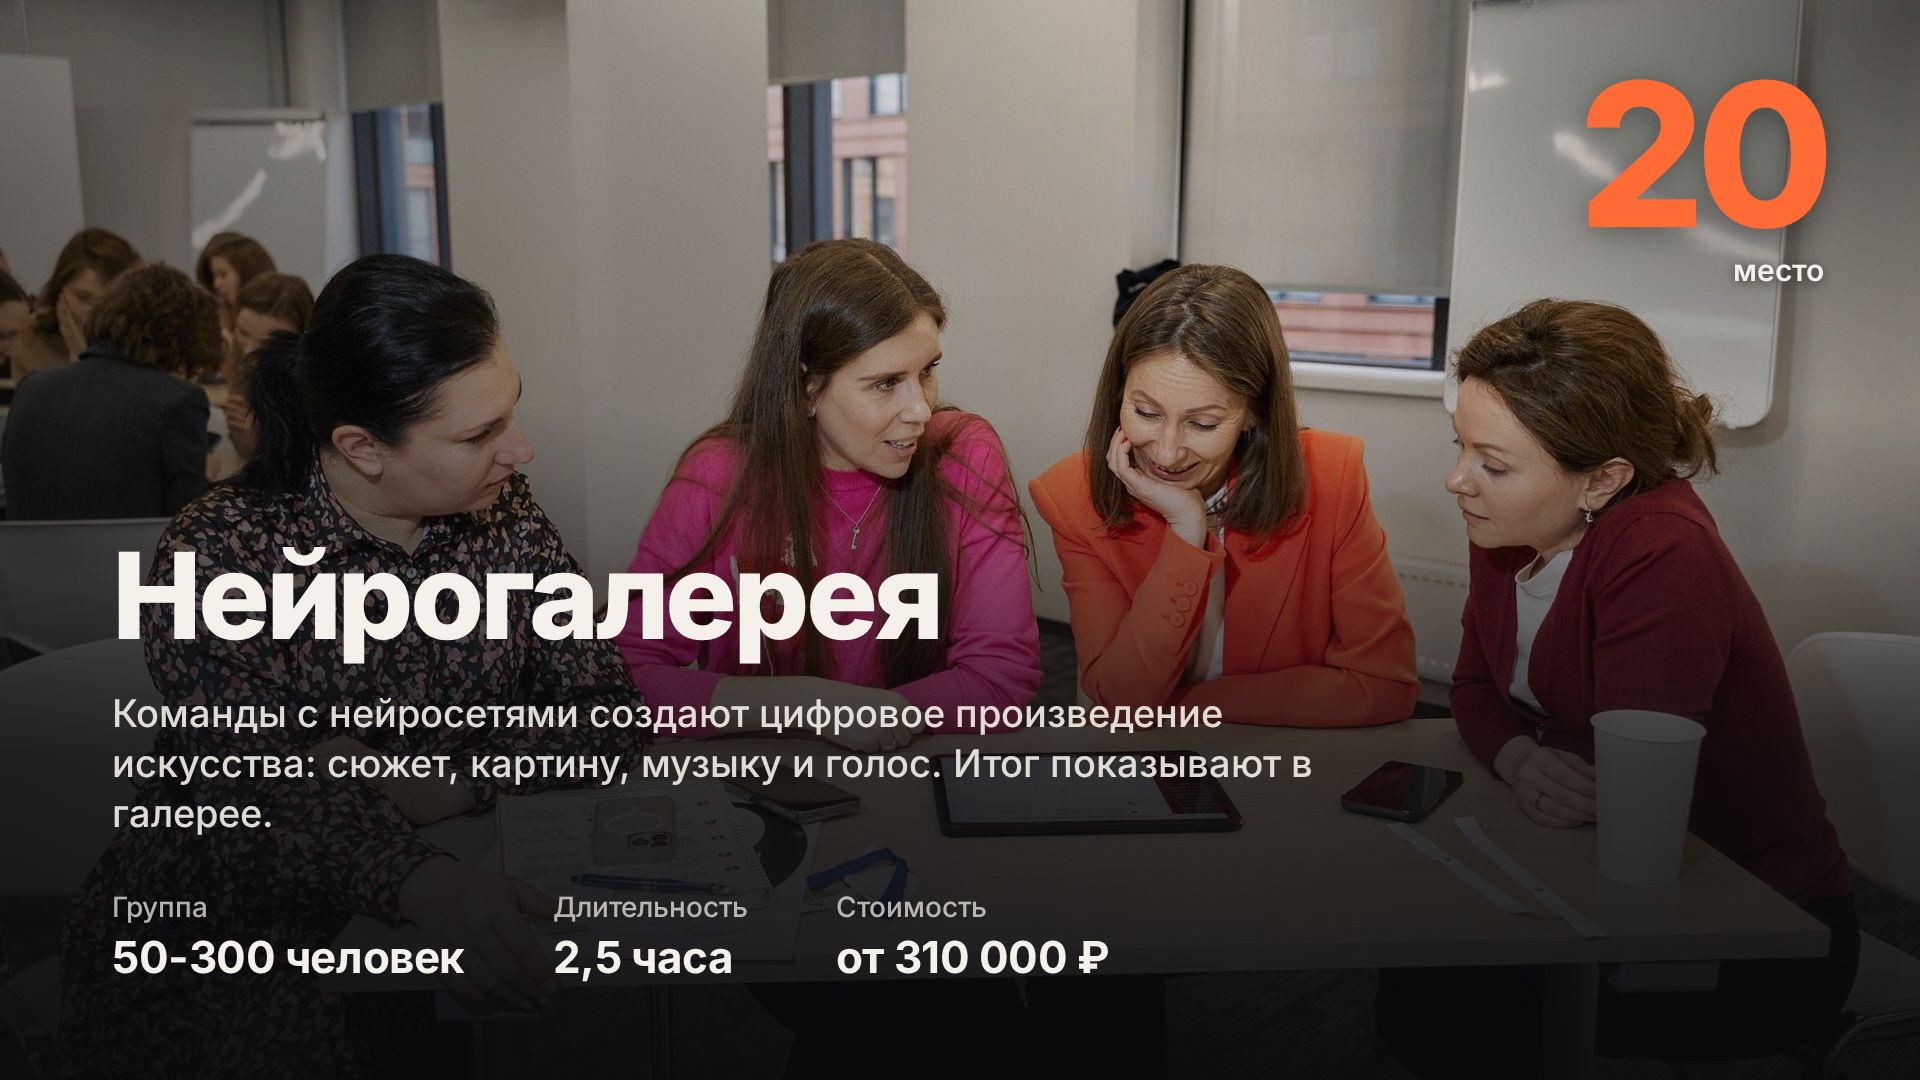 20
место
Нейрогалерея
Команды с нейросетями создают цифровое произведение
искусства: сюжет, картину, музыку и голос. Итог показывают в
галерее.
Группа
50-300 человек
Длительность
2,5 часа
Стоимость
от 310 000 ₽